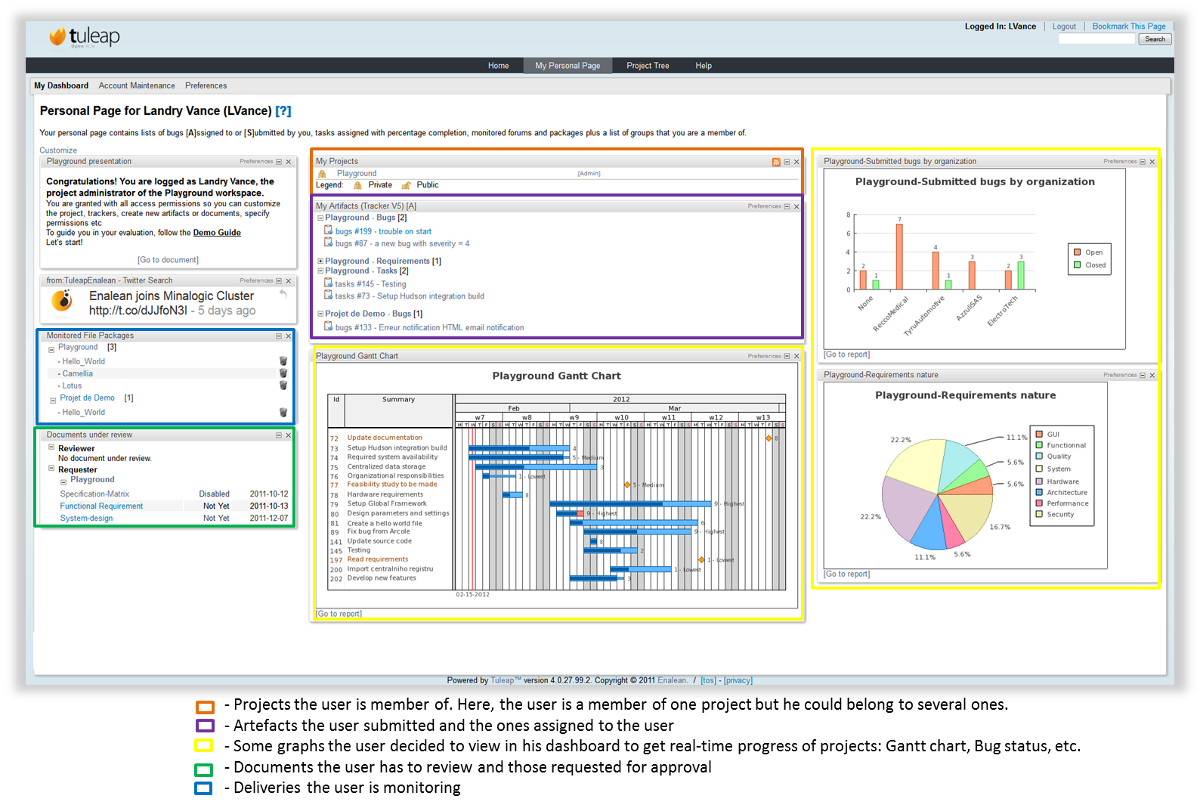 tuleap
Logged In: LVance | Logout | Bookmark This Page
Search
Home My Personal Page Project Tree Help
My Dashboard Account Maintenance Preferences
Personal Page for Landry Vance (LVance) [?]
Your personal page contains lists of bugs [A]ssigned to or [S]ubmitted by you, tasks assigned with percentage completion, monitored forums and packages plus a list of groups that you are a member of.
Customize
Playground presentation Preferences
Congratulations! You are logged as Landry Vance, the
project administrator of the Playground workspace.
You are granted with all access permissions so you can customize
the project, trackers, create new artifacts or documents, specify
permissions etc
To guide you in your evaluation, follow the Demo Guide
Let's start!
[Go to document]
from:TuleapEnalean - Twitter Search Preferences
Enalean joins Minalogic Cluster
http://t.co/dJJfoN3I - 5 days ago
Monitored File Packages
Playground [3]
- Hello_World
- Camellia
- Lotus
Projet de Demo [1]
- Hello_World
Documents under review
Reviewer
No document under review.
Requester
Playground
Specification-Matrix Disabled 2011-10-12
Functional Requirement Not Yet 2011-10-13
System-design Not Yet 2011-12-07
My Projects
Playground [Admin]
Legend: Private Public
My Artifacts (Tracker V5) [A] Preferences
Playground - Bugs [2]
bugs #199 - trouble on start
bugs #87 - a new bug with severity = 4
Playground - Requirements [1]
Playground - Tasks [2]
tasks #145 - Testing
tasks #73 - Setup Hudson integration build
Projet de Demo - Bugs [1]
bugs #133 - Erreur notification HTML email notification
Playground Gantt Chart Preferences
Playground Gantt Chart
Id Summary 2012
Feb Mar
w7 w8 w9 w10 w11 w12 w13
72 Update documentation 8
73 Setup Hudson integration build 4
74 Required system availability 5 - Medium
75 Centralized data storage 3
76 Organizational responsibilities 1 - Lowest
77 Feasibility study to be made 5 - Medium
78 Hardware requirements 8
79 Setup Global Framework 9 - Highest
80 Design parameters and settings 9 - Highest
81 Create a hello world file 6
89 Fix bug from Arcole 9 - Highest
141 Update source code 8
145 Testing 2
197 Read requirements 1 - Lowest
200 Import centralniho registru 1 - Lowest
202 Develop new features 3
02-15-2012
[Go to report]
Playground-Submitted bugs by organization Preferences
Playground-Submitted bugs by organization
8
6
4
2
0
2 1 7 4 1 3 2 3
None ReccoMedical TyruAutomotive AzzuliSAS ElectroTech
Open
Closed
[Go to report]
Playground-Requirements nature Preferences
Playground-Requirements nature
22.2% 11.1% 5.6% 5.6% 16.7% 5.6% 11.1% 22.2%
GUI
Functionnal
Quality
System
Hardware
Architecture
Performance
Security
[Go to report]
Powered by Tuleap™ version 4.0.27.99.2. Copyright © 2011 Enalean. / [tos] - [privacy]
- Projects the user is member of. Here, the user is a member of one project but he could belong to several ones.
- Artefacts the user submitted and the ones assigned to the user
- Some graphs the user decided to view in his dashboard to get real-time progress of projects: Gantt chart, Bug status, etc.
- Documents the user has to review and those requested for approval
- Deliveries the user is monitoring